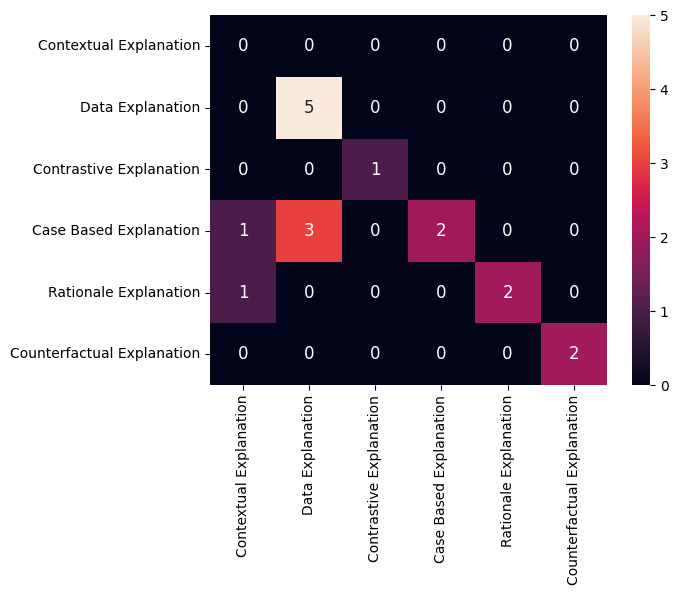 Contextual Explanation 0 0 0 0 0 0
Data Explanation 0 5 0 0 0 0
Contrastive Explanation 0 0 1 0 0 0
Case Based Explanation 1 3 0 2 0 0
Rationale Explanation 1 0 0 0 2 0
Counterfactual Explanation 0 0 0 0 0 2
Contextual Explanation
Data Explanation
Contrastive Explanation
Case Based Explanation
Rationale Explanation
Counterfactual Explanation
5
4
3
2
1
0